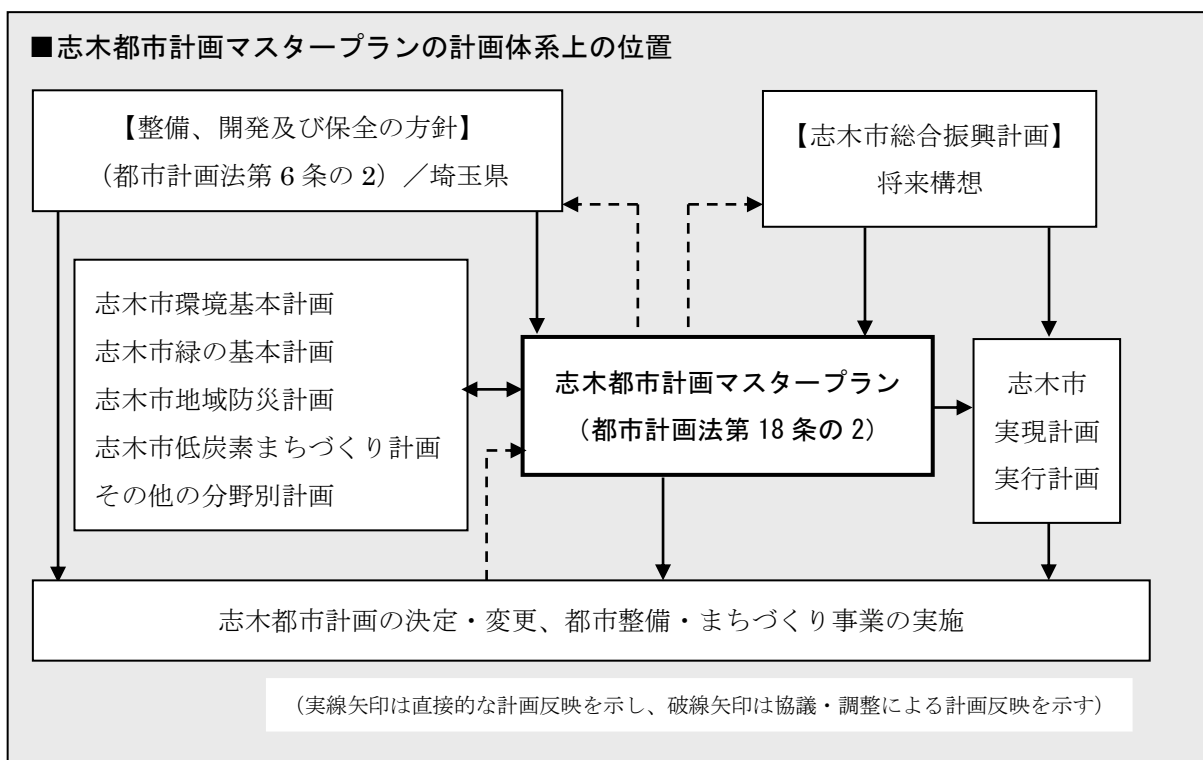 ■志木都市計画マスタープランの計画体系上の位置
【整備、開発及び保全の方針】
（都市計画法第 6 条の 2）／埼玉県
【志木市総合振興計画】
将来構想
志木市環境基本計画
志木市緑の基本計画
志木市地域防災計画
志木市低炭素まちづくり計画
その他の分野別計画
志木都市計画マスタープラン
（都市計画法第 18 条の 2）
志木市
実現計画
実行計画
志木都市計画の決定・変更、都市整備・まちづくり事業の実施
（実線矢印は直接的な計画反映を示し、破線矢印は協議・調整による計画反映を示す）